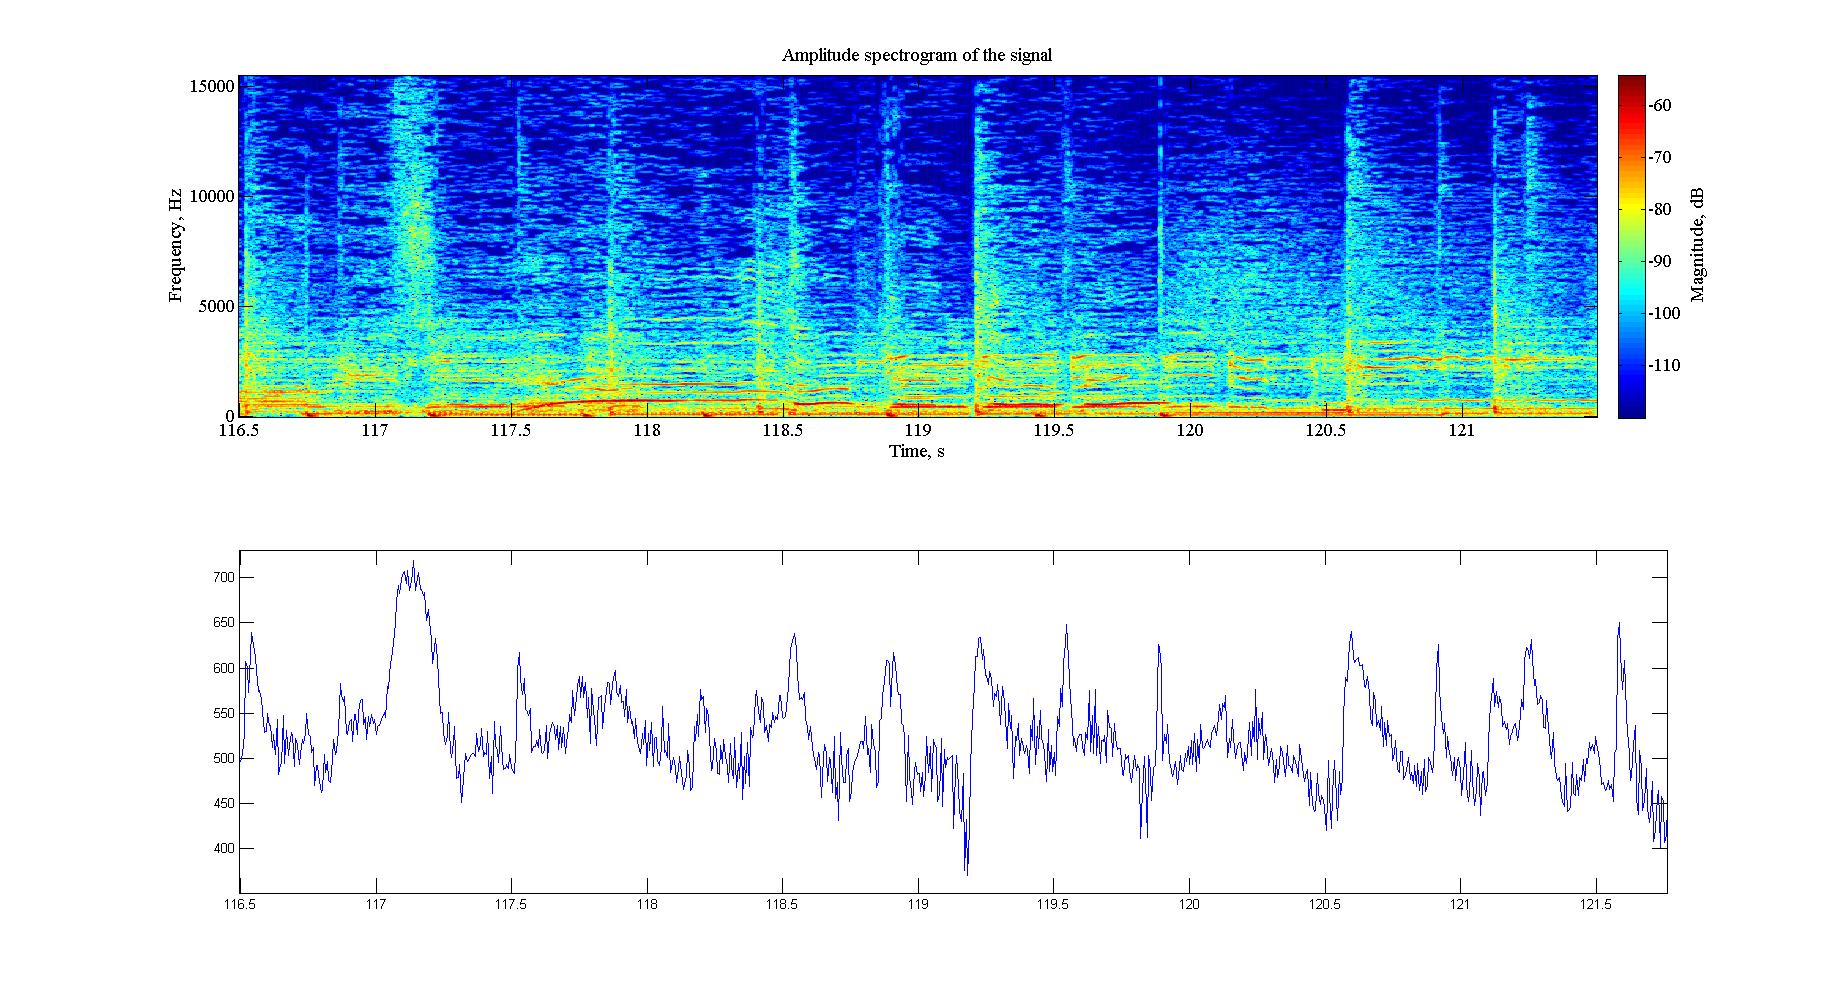 Amplitude spectrogram of the signal
15000
10000
5000
0
Frequency, Hz
116.5 117 117.5 118 118.5 119 119.5 120 120.5 121
Time, s
-60
-70
-80
-90
-100
-110
Magnitude, dB
700
650
600
550
500
450
400
116.5 117 117.5 118 118.5 119 119.5 120 120.5 121 121.5